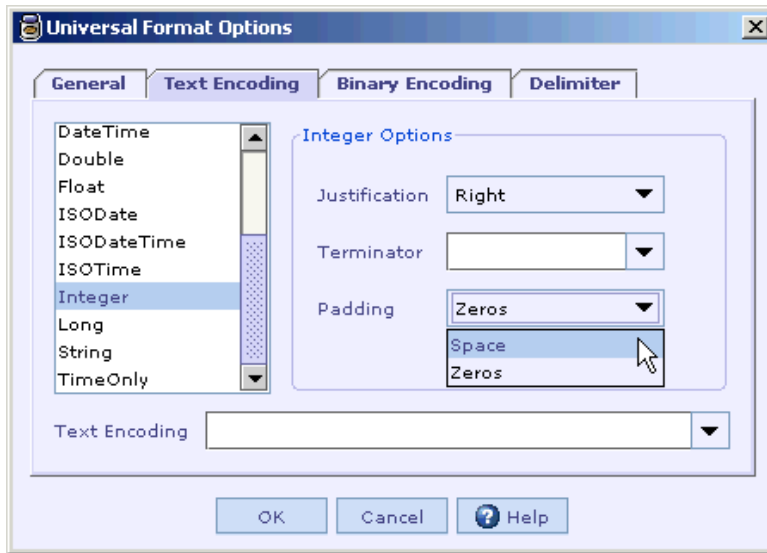 Universal Format Options
General Text Encoding Binary Encoding Delimiter
DateTime
Double
Float
ISODate
ISODateTime
ISOTime
Integer
Long
String
TimeOnly
Integer Options
Justification Right
Terminator
Padding Zeros
Space
Zeros
Text Encoding
OK Cancel ? Help